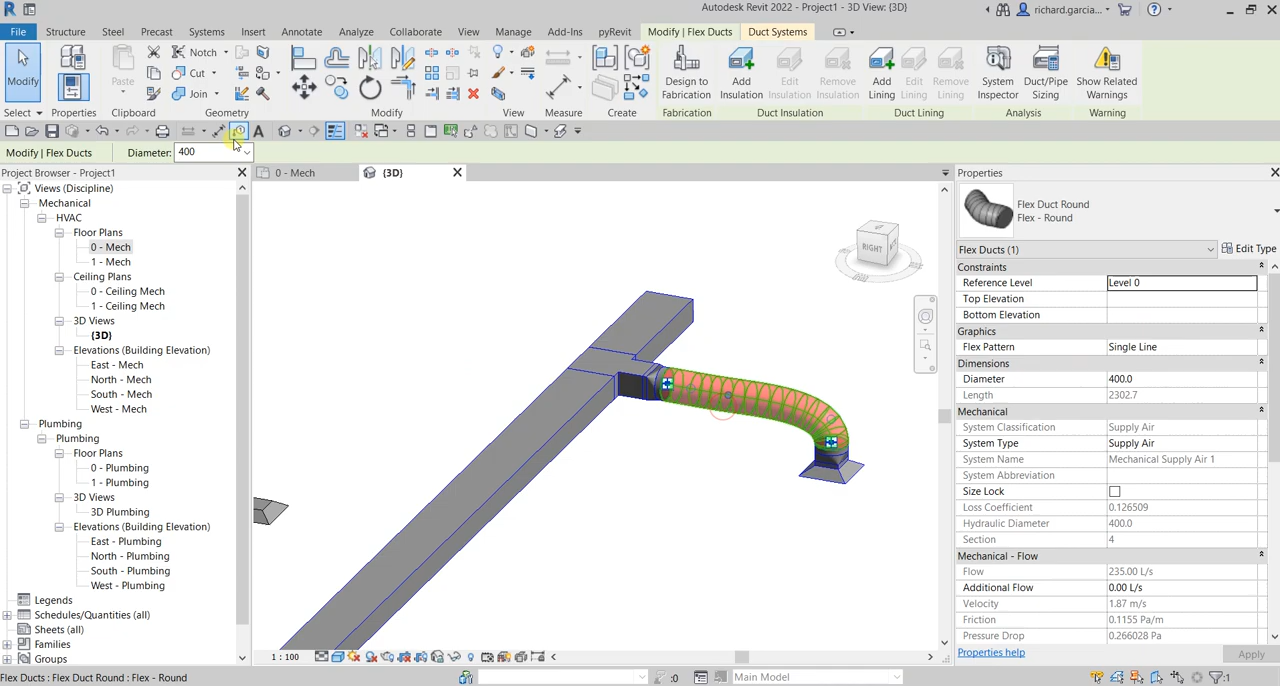 Autodesk Revit 2022 - Project1 - 3D View: {3D}
richard.garcia...
File Structure Steel Precast Systems Insert Annotate Analyze Collaborate View Manage Add-Ins pyRevit Modify | Flex Ducts Duct Systems
Modify
Paste
Notch
Cut
Join
Design to Fabrication
Add Insulation
Edit Insulation
Remove Insulation
Add Lining
Edit Lining
Remove Lining
System Inspector
Duct/Pipe Sizing
Show Related Warnings
Select Properties Clipboard Geometry Modify View Measure Create Fabrication Duct Insulation Duct Lining Analysis Warning
Modify | Flex Ducts Diameter: 400
Project Browser - Project1
Views (Discipline)
Mechanical
HVAC
Floor Plans
0 - Mech
1 - Mech
Ceiling Plans
0 - Ceiling Mech
1 - Ceiling Mech
3D Views
{3D}
Elevations (Building Elevation)
East - Mech
North - Mech
South - Mech
West - Mech
Plumbing
Plumbing
Floor Plans
0 - Plumbing
1 - Plumbing
3D Views
3D Plumbing
Elevations (Building Elevation)
East - Plumbing
North - Plumbing
South - Plumbing
West - Plumbing
Legends
Schedules/Quantities (all)
Sheets (all)
Families
Groups
0 - Mech {3D}
RIGHT
1 : 100
Properties
Flex Duct Round
Flex - Round
Flex Ducts (1) Edit Type
Constraints
Reference Level Level 0
Top Elevation
Bottom Elevation
Graphics
Flex Pattern Single Line
Dimensions
Diameter 400.0
Length 2302.7
Mechanical
System Classification Supply Air
System Type Supply Air
System Name Mechanical Supply Air 1
System Abbreviation
Size Lock
Loss Coefficient 0.126509
Hydraulic Diameter 400.0
Section 4
Mechanical - Flow
Flow 235.00 L/s
Additional Flow 0.00 L/s
Velocity 1.87 m/s
Friction 0.1155 Pa/m
Pressure Drop 0.266028 Pa
Properties help Apply
Flex Ducts : Flex Duct Round : Flex - Round :0 Main Model :1